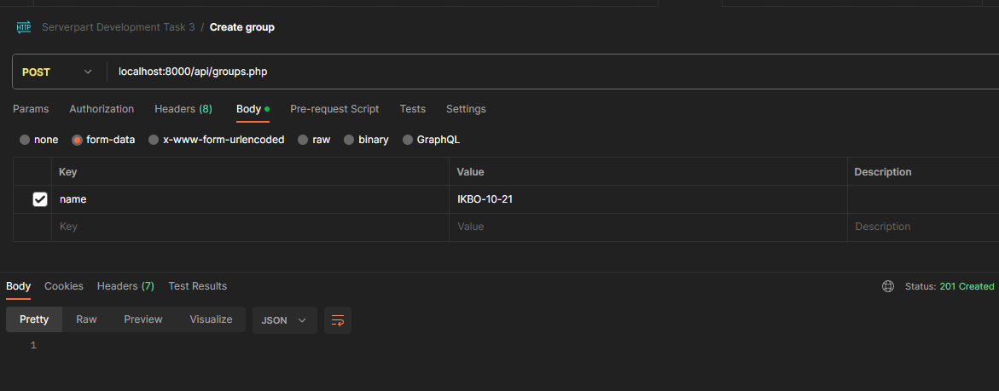 HTTP Serverpart Development Task 3 / Create group
POST localhost:8000/api/groups.php
Params Authorization Headers (8) Body Pre-request Script Tests Settings
none form-data x-www-form-urlencoded raw binary GraphQL
Key Value Description
name IKBO-10-21
Key Value Description
Body Cookies Headers (7) Test Results Status: 201 Created
Pretty Raw Preview Visualize JSON
1